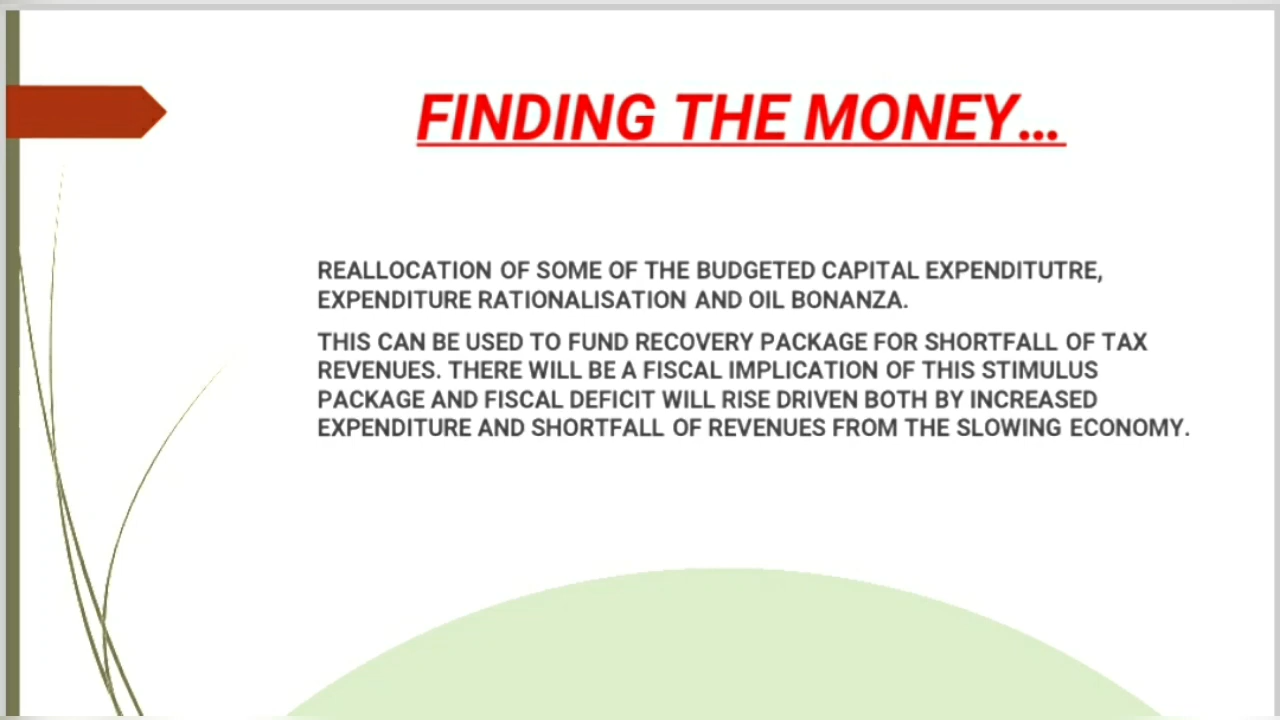 FINDING THE MONEY...
REALLOCATION OF SOME OF THE BUDGETED CAPITAL EXPENDITUTRE,
EXPENDITURE RATIONALISATION AND OIL BONANZA.
THIS CAN BE USED TO FUND RECOVERY PACKAGE FOR SHORTFALL OF TAX
REVENUES. THERE WILL BE A FISCAL IMPLICATION OF THIS STIMULUS
PACKAGE AND FISCAL DEFICIT WILL RISE DRIVEN BOTH BY INCREASED
EXPENDITURE AND SHORTFALL OF REVENUES FROM THE SLOWING ECONOMY.